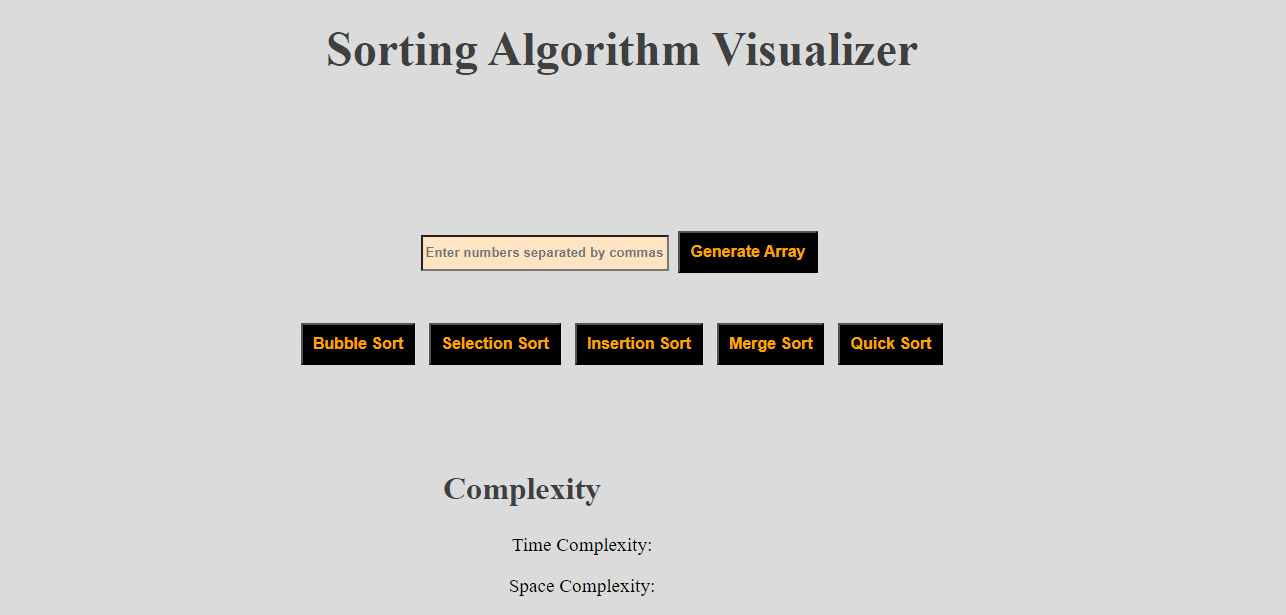 Sorting Algorithm Visualizer
Enter numbers separated by commas Generate Array
Bubble Sort Selection Sort Insertion Sort Merge Sort Quick Sort
Complexity
Time Complexity:
Space Complexity: